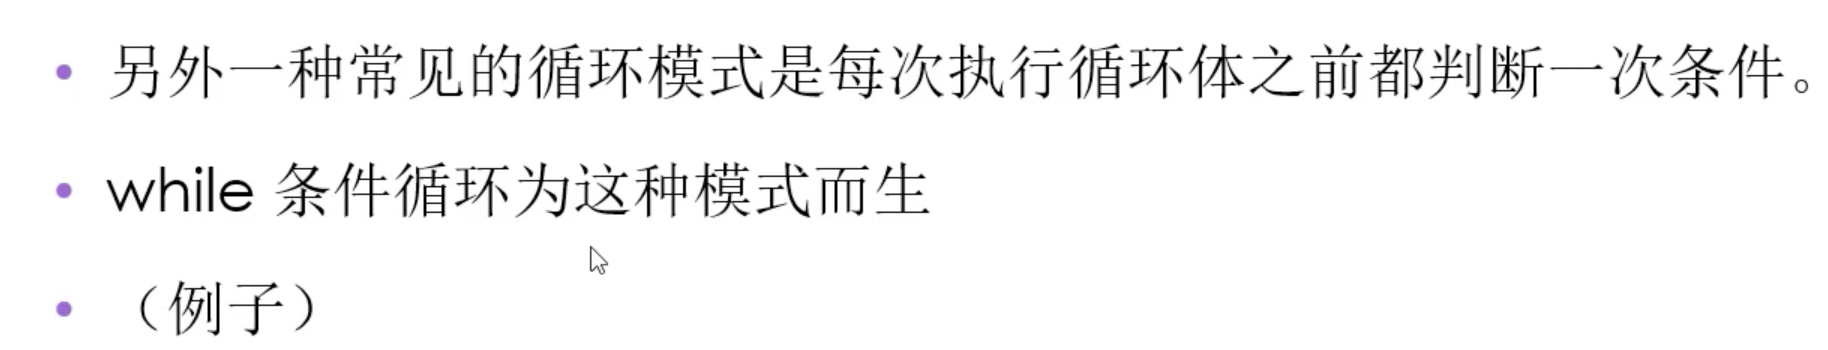 • 另外一种常见的循环模式是每次执行循环体之前都判断一次条件。
• while 条件循环为这种模式而生
• （例子）